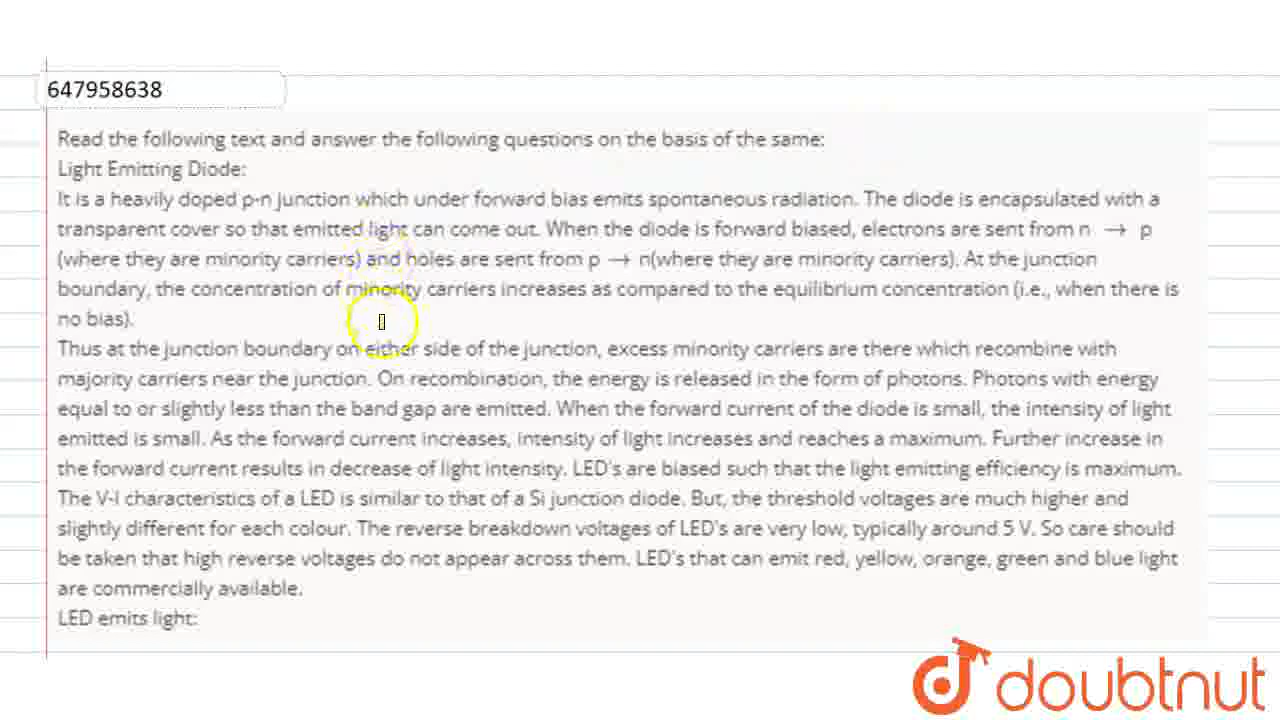 647958638
Read the following text and answer the following questions on the basis of the same:
Light Emitting Diode:
It is a heavily doped p-n junction which under forward bias emits spontaneous radiation. The diode is encapsulated with a
transparent cover so that emitted light can come out. When the diode is forward biased, electrons are sent from n → p
(where they are minority carriers) and holes are sent from p → n(where they are minority carriers). At the junction
boundary, the concentration of minority carriers increases as compared to the equilibrium concentration (i.e., when there is
no bias).
Thus at the junction boundary on either side of the junction, excess minority carriers are there which recombine with
majority carriers near the junction. On recombination, the energy is released in the form of photons. Photons with energy
equal to or slightly less than the band gap are emitted. When the forward current of the diode is small, the intensity of light
emitted is small. As the forward current increases, intensity of light increases and reaches a maximum. Further increase in
the forward current results in decrease of light intensity. LED's are biased such that the light emitting efficiency is maximum.
The V-I characteristics of a LED is similar to that of a Si junction diode. But, the threshold voltages are much higher and
slightly different for each colour. The reverse breakdown voltages of LED's are very low, typically around 5 V. So care should
be taken that high reverse voltages do not appear across them. LED's that can emit red, yellow, orange, green and blue light
are commercially available.
LED emits light:
doubtnut